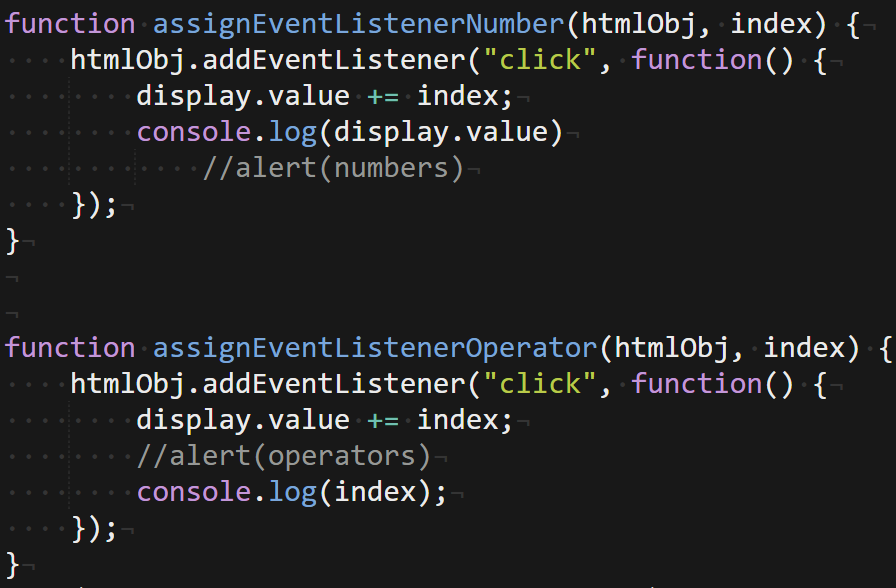 function assignEventListenerNumber(htmlObj, index) {
    htmlObj.addEventListener("click", function() {
        display.value += index;
        console.log(display.value)
            //alert(numbers)
    });
}


function assignEventListenerOperator(htmlObj, index) {
    htmlObj.addEventListener("click", function() {
        display.value += index;
        //alert(operators)
        console.log(index);
    });
}